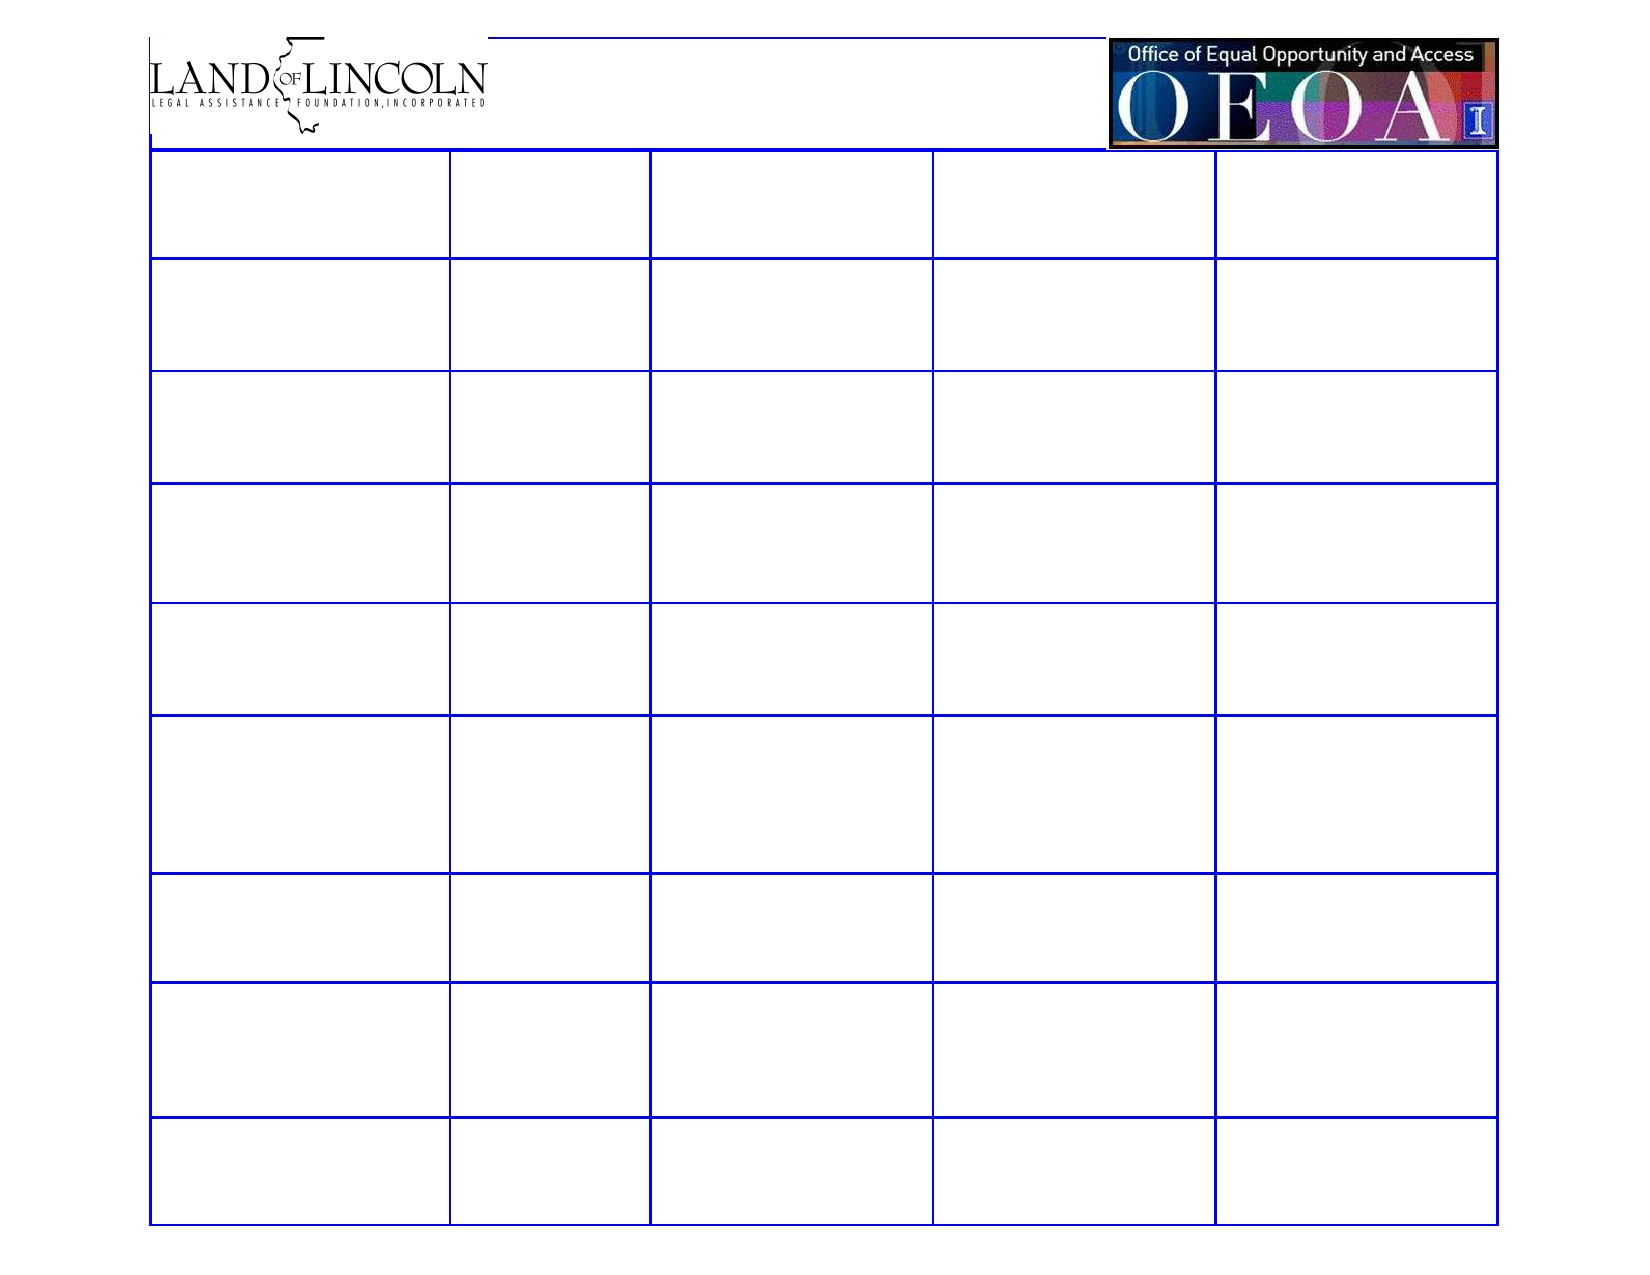 LAND OF LINCOLN
LEGAL ASSISTANCE FOUNDATION, INCORPORATED
Office of Equal Opportunity and Access
OEOA
I